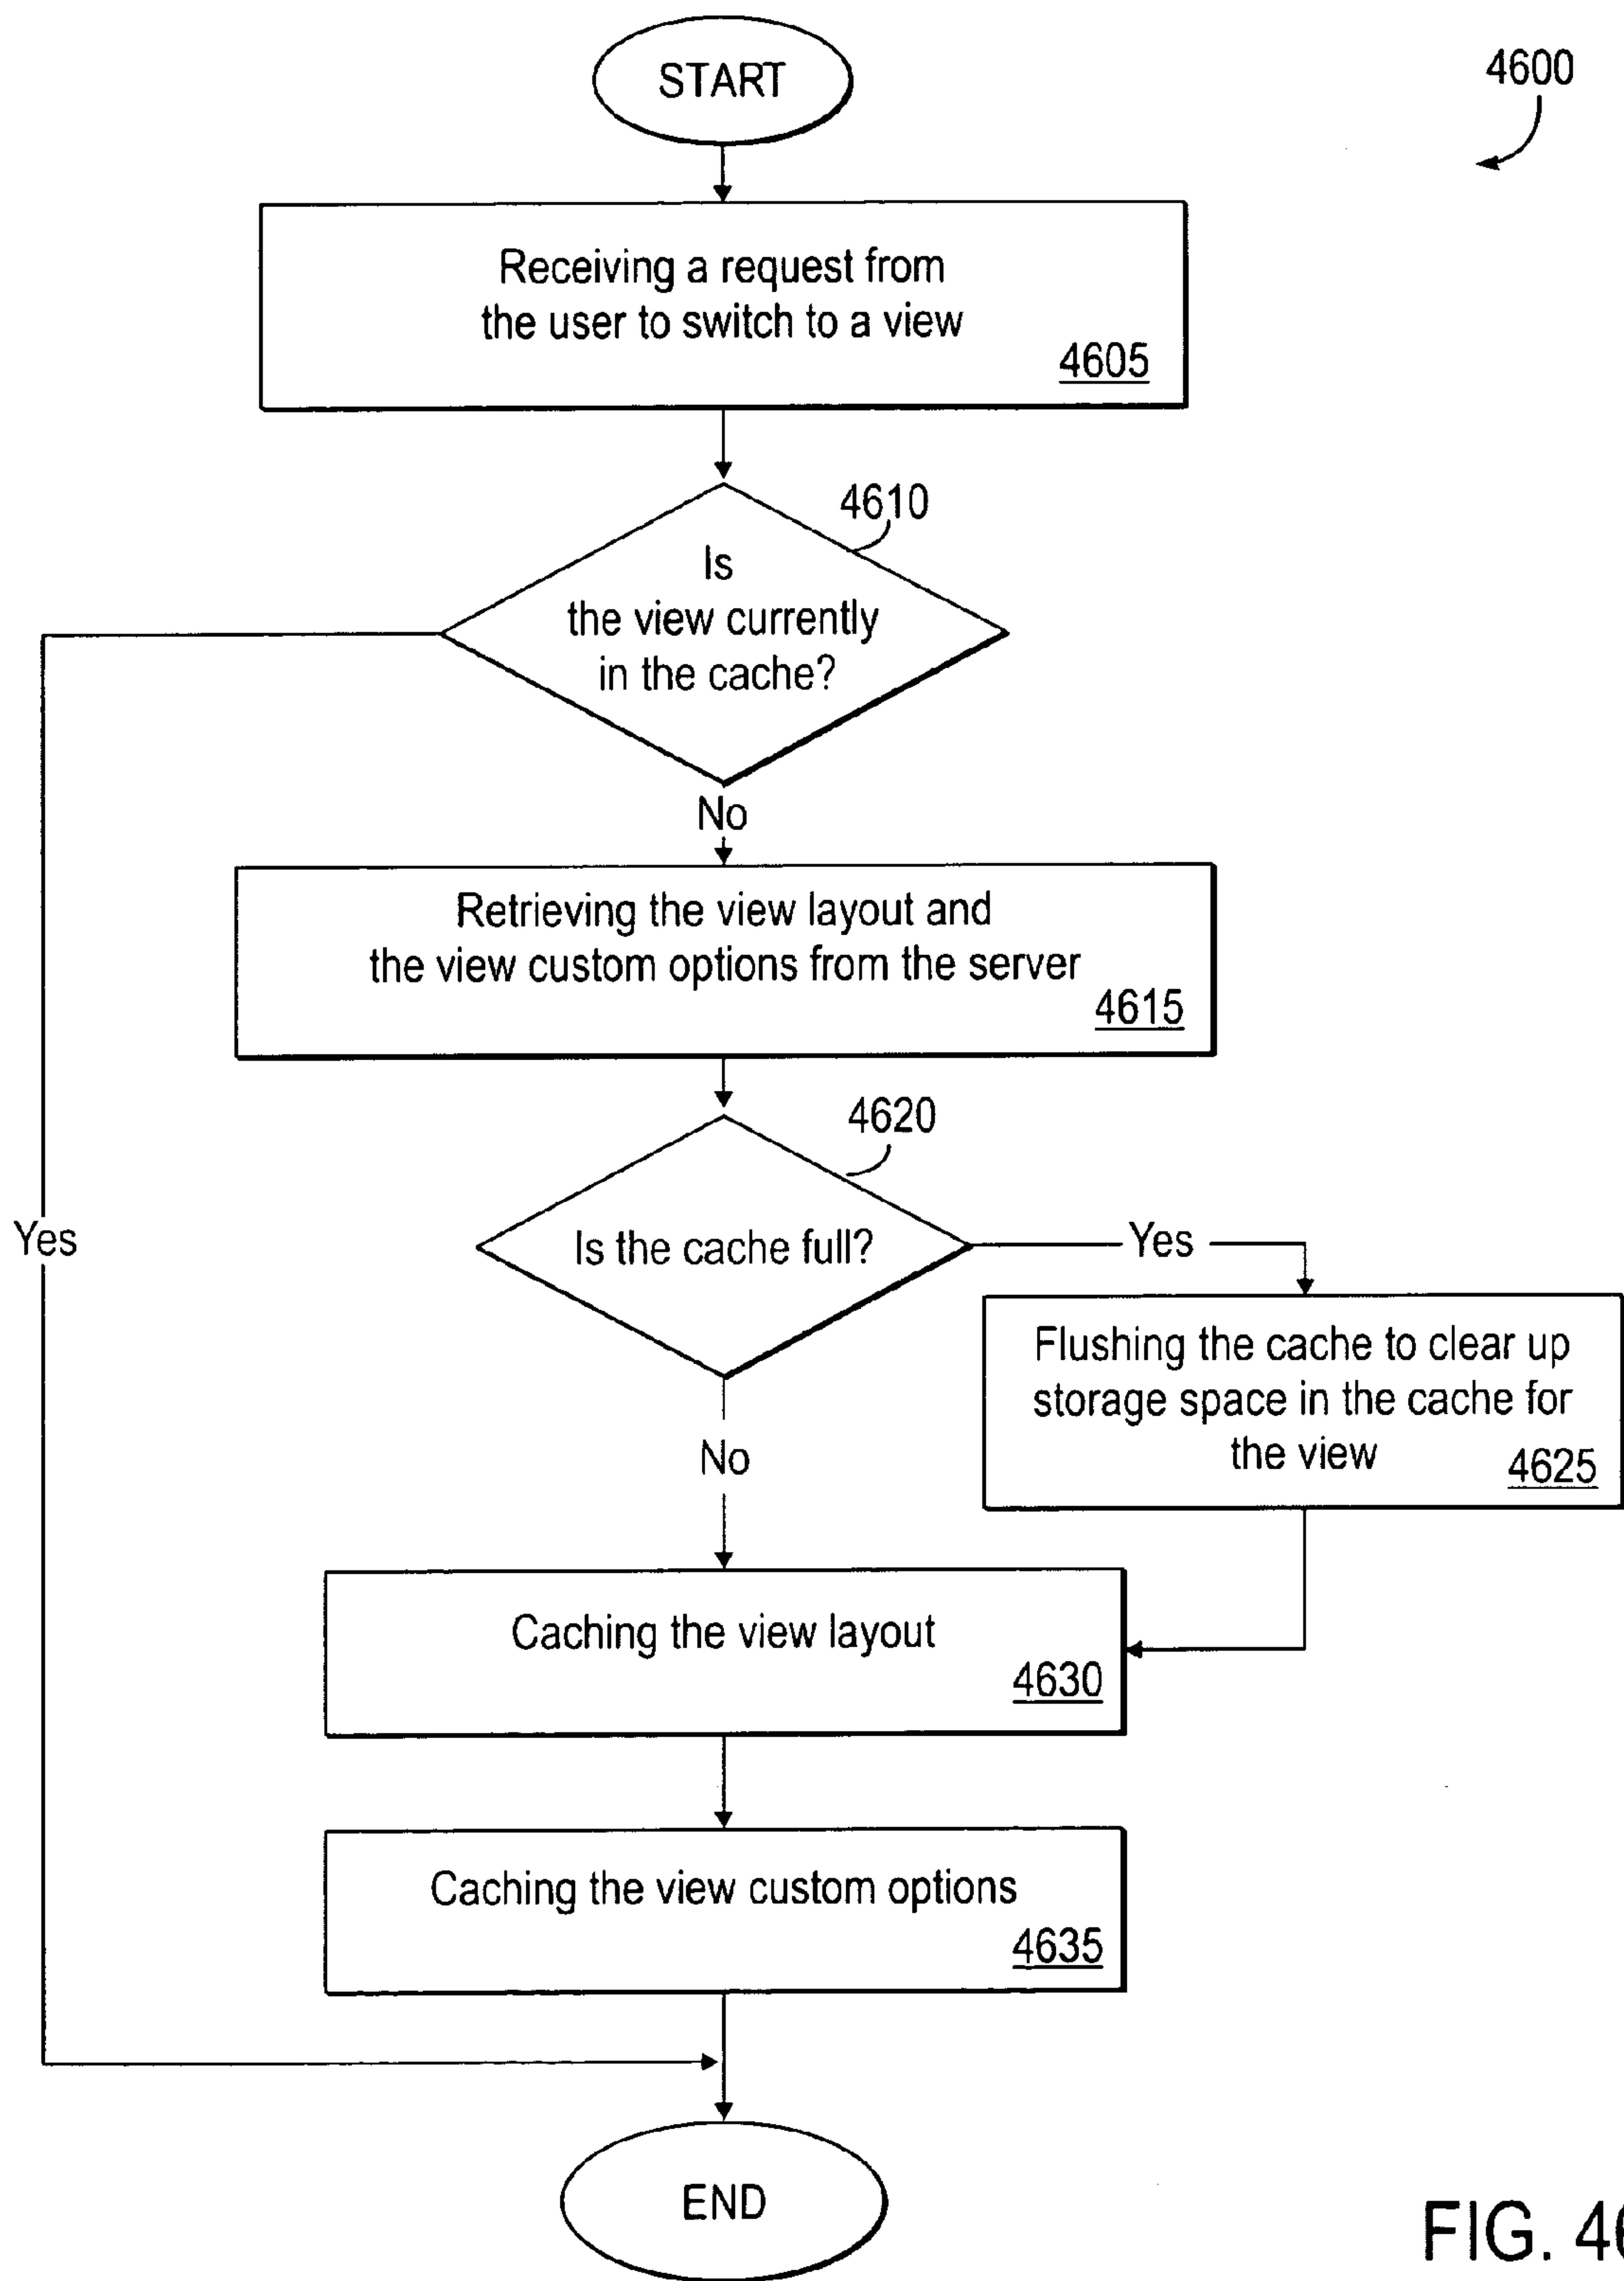 START
4600
Receiving a request from
the user to switch to a view
4605
4610
Is
the view currently
in the cache?
No
Retrieving the view layout and
the view custom options from the server
4615
4620
Yes
Is the cache full?
Yes
Flushing the cache to clear up
storage space in the cache for
the view
4625
No
Caching the view layout
4630
Caching the view custom options
4635
END
FIG. 46